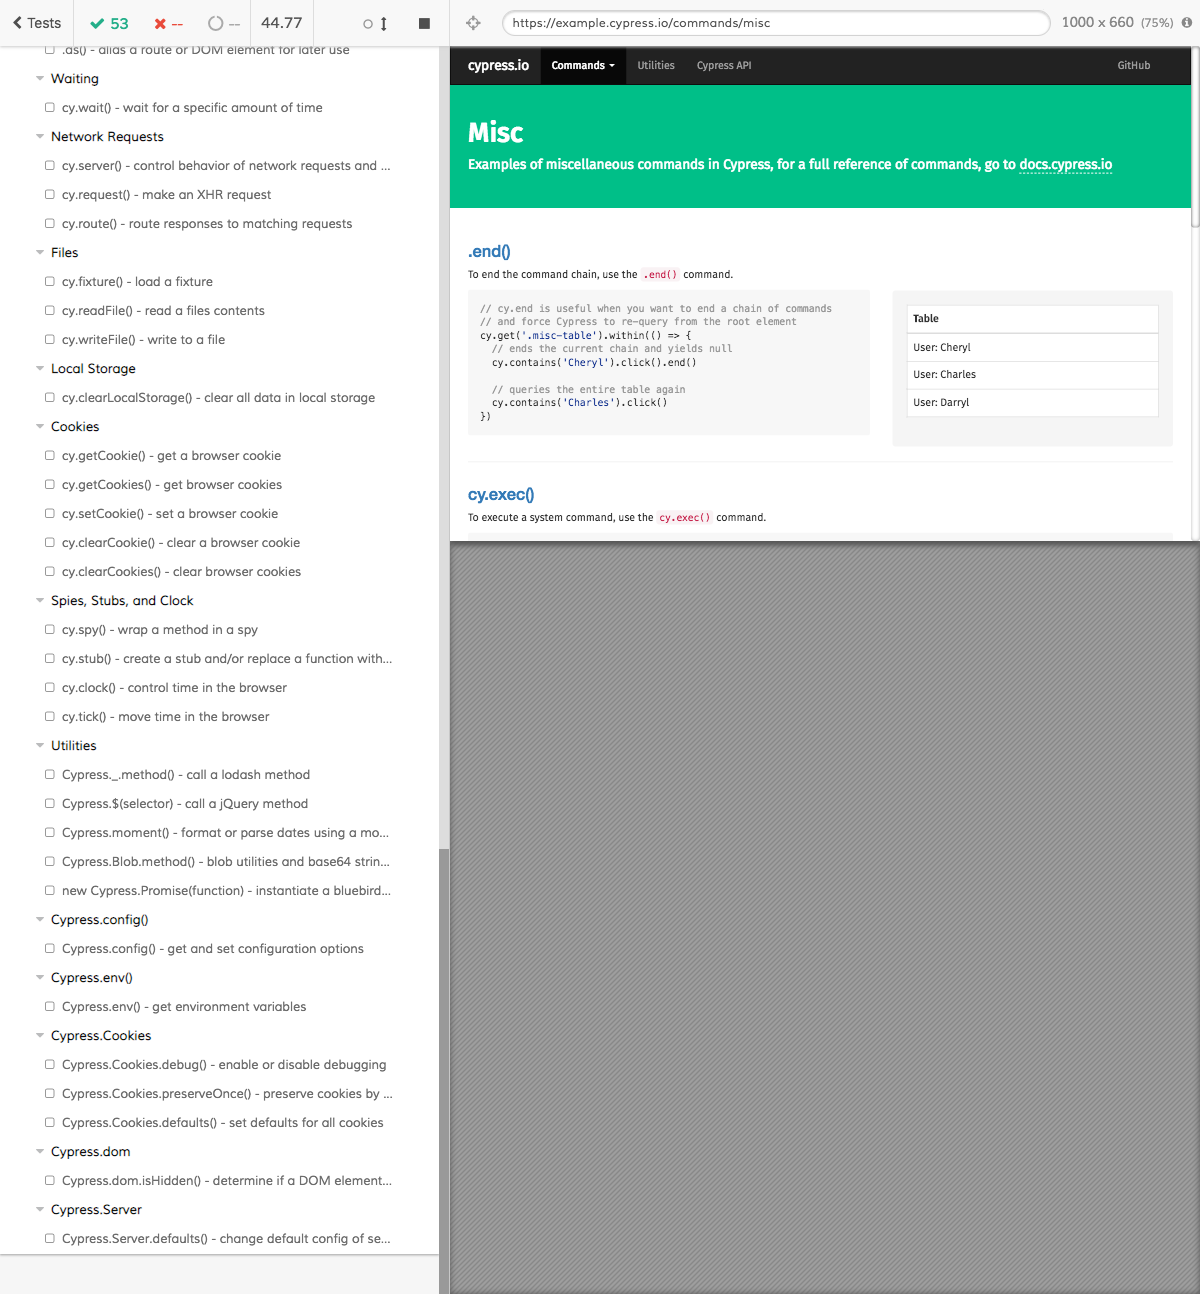 Tests 53 -- -- 44.77
https://example.cypress.io/commands/misc 1000 x 660 (75%)
.as() - alias a route or DOM element for later use
Waiting
cy.wait() - wait for a specific amount of time
Network Requests
cy.server() - control behavior of network requests and ...
cy.request() - make an XHR request
cy.route() - route responses to matching requests
Files
cy.fixture() - load a fixture
cy.readFile() - read a files contents
cy.writeFile() - write to a file
Local Storage
cy.clearLocalStorage() - clear all data in local storage
Cookies
cy.getCookie() - get a browser cookie
cy.getCookies() - get browser cookies
cy.setCookie() - set a browser cookie
cy.clearCookie() - clear a browser cookie
cy.clearCookies() - clear browser cookies
Spies, Stubs, and Clock
cy.spy() - wrap a method in a spy
cy.stub() - create a stub and/or replace a function with...
cy.clock() - control time in the browser
cy.tick() - move time in the browser
Utilities
Cypress._.method() - call a lodash method
Cypress.$(selector) - call a jQuery method
Cypress.moment() - format or parse dates using a mo...
Cypress.Blob.method() - blob utilities and base64 strin...
new Cypress.Promise(function) - instantiate a bluebird...
Cypress.config()
Cypress.config() - get and set configuration options
Cypress.env()
Cypress.env() - get environment variables
Cypress.Cookies
Cypress.Cookies.debug() - enable or disable debugging
Cypress.Cookies.preserveOnce() - preserve cookies by ...
Cypress.Cookies.defaults() - set defaults for all cookies
Cypress.dom
Cypress.dom.isHidden() - determine if a DOM element...
Cypress.Server
Cypress.Server.defaults() - change default config of se...
cypress.io Commands Utilities Cypress API GitHub
Misc
Examples of miscellaneous commands in Cypress, for a full reference of commands, go to docs.cypress.io
.end()
To end the command chain, use the .end() command.
// cy.end is useful when you want to end a chain of commands
// and force Cypress to re-query from the root element
cy.get('.misc-table').within(() => {
// ends the current chain and yields null
cy.contains('Cheryl').click().end()
// queries the entire table again
cy.contains('Charles').click()
})
Table
User: Cheryl
User: Charles
User: Darryl
cy.exec()
To execute a system command, use the cy.exec() command.